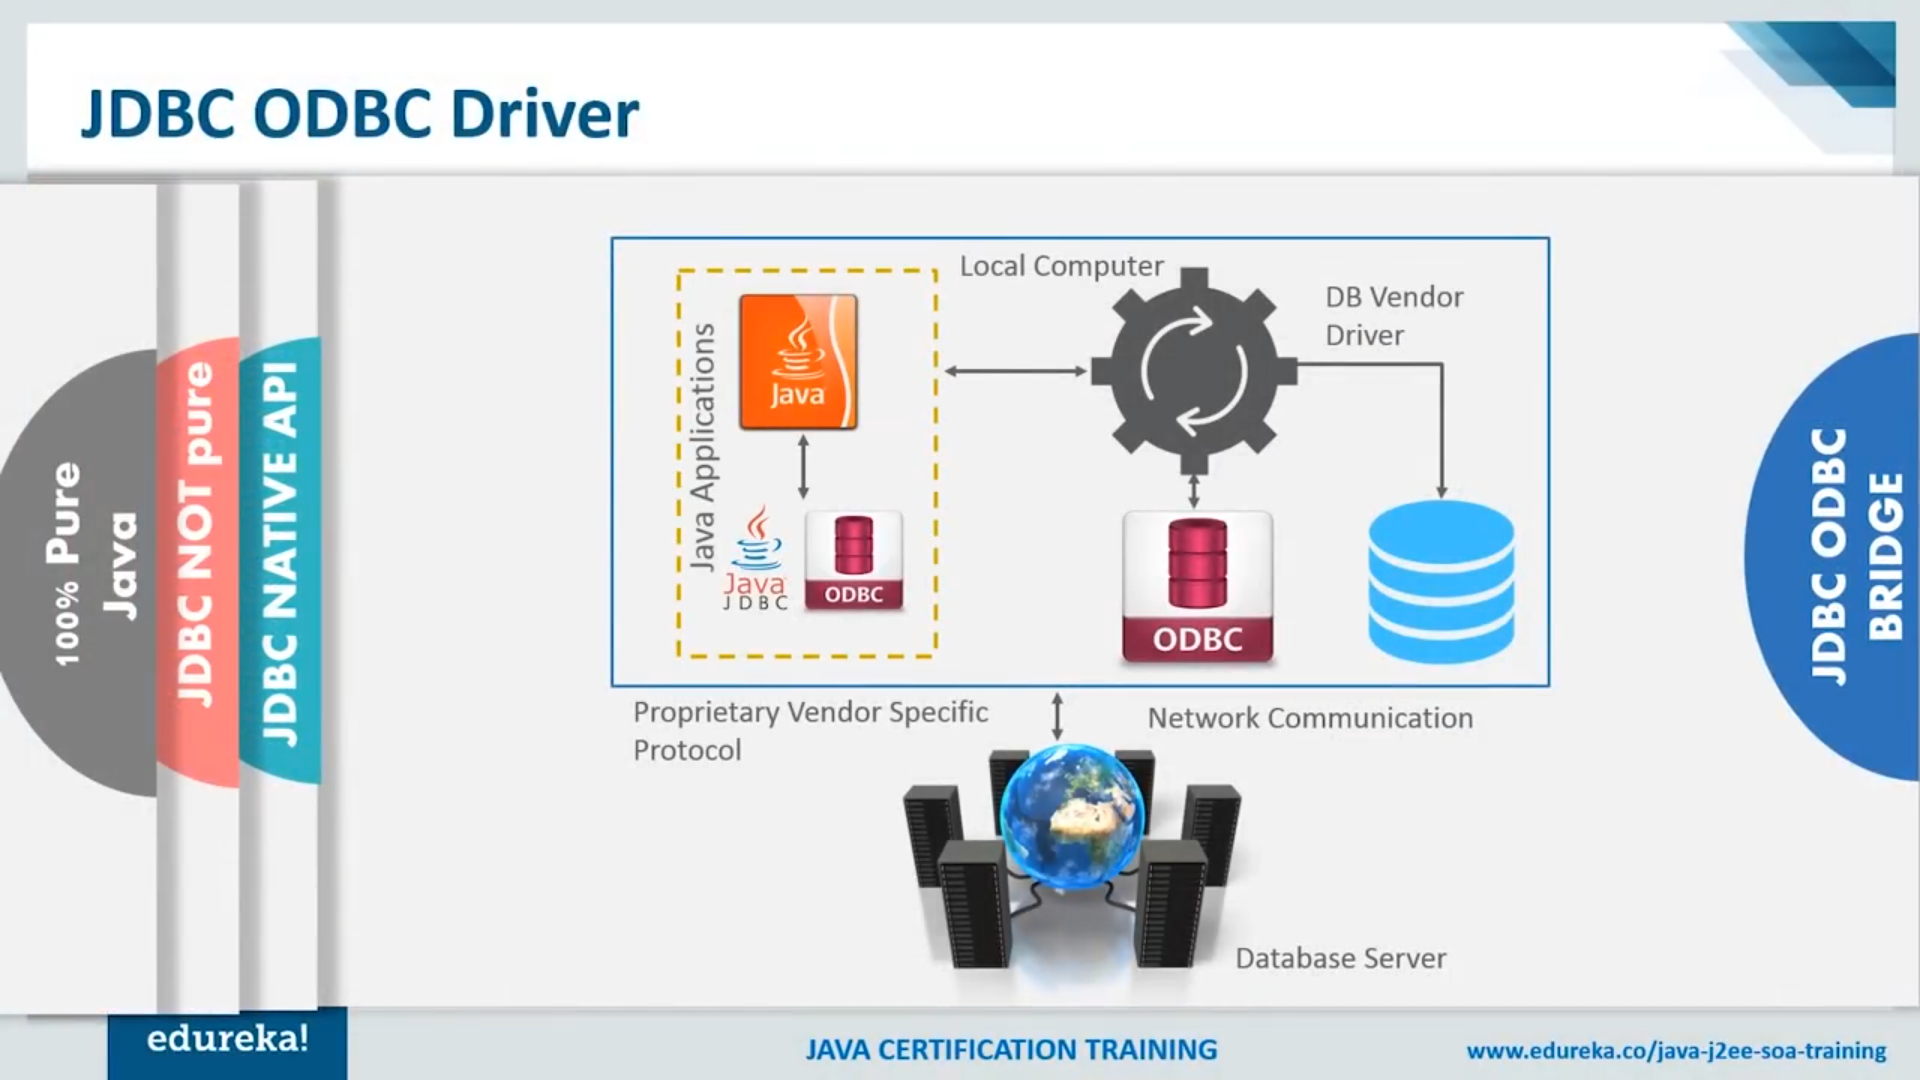 JDBC ODBC Driver
100% Pure
Java
JDBC NOT pure
JDBC NATIVE API
Local Computer
DB Vendor
Driver
Java Applications
Java
Java
JDBC
ODBC
ODBC
JDBC ODBC
BRIDGE
Proprietary Vendor Specific
Protocol
Network Communication
Database Server
edureka!
JAVA CERTIFICATION TRAINING
www.edureka.co/java-j2ee-soa-training